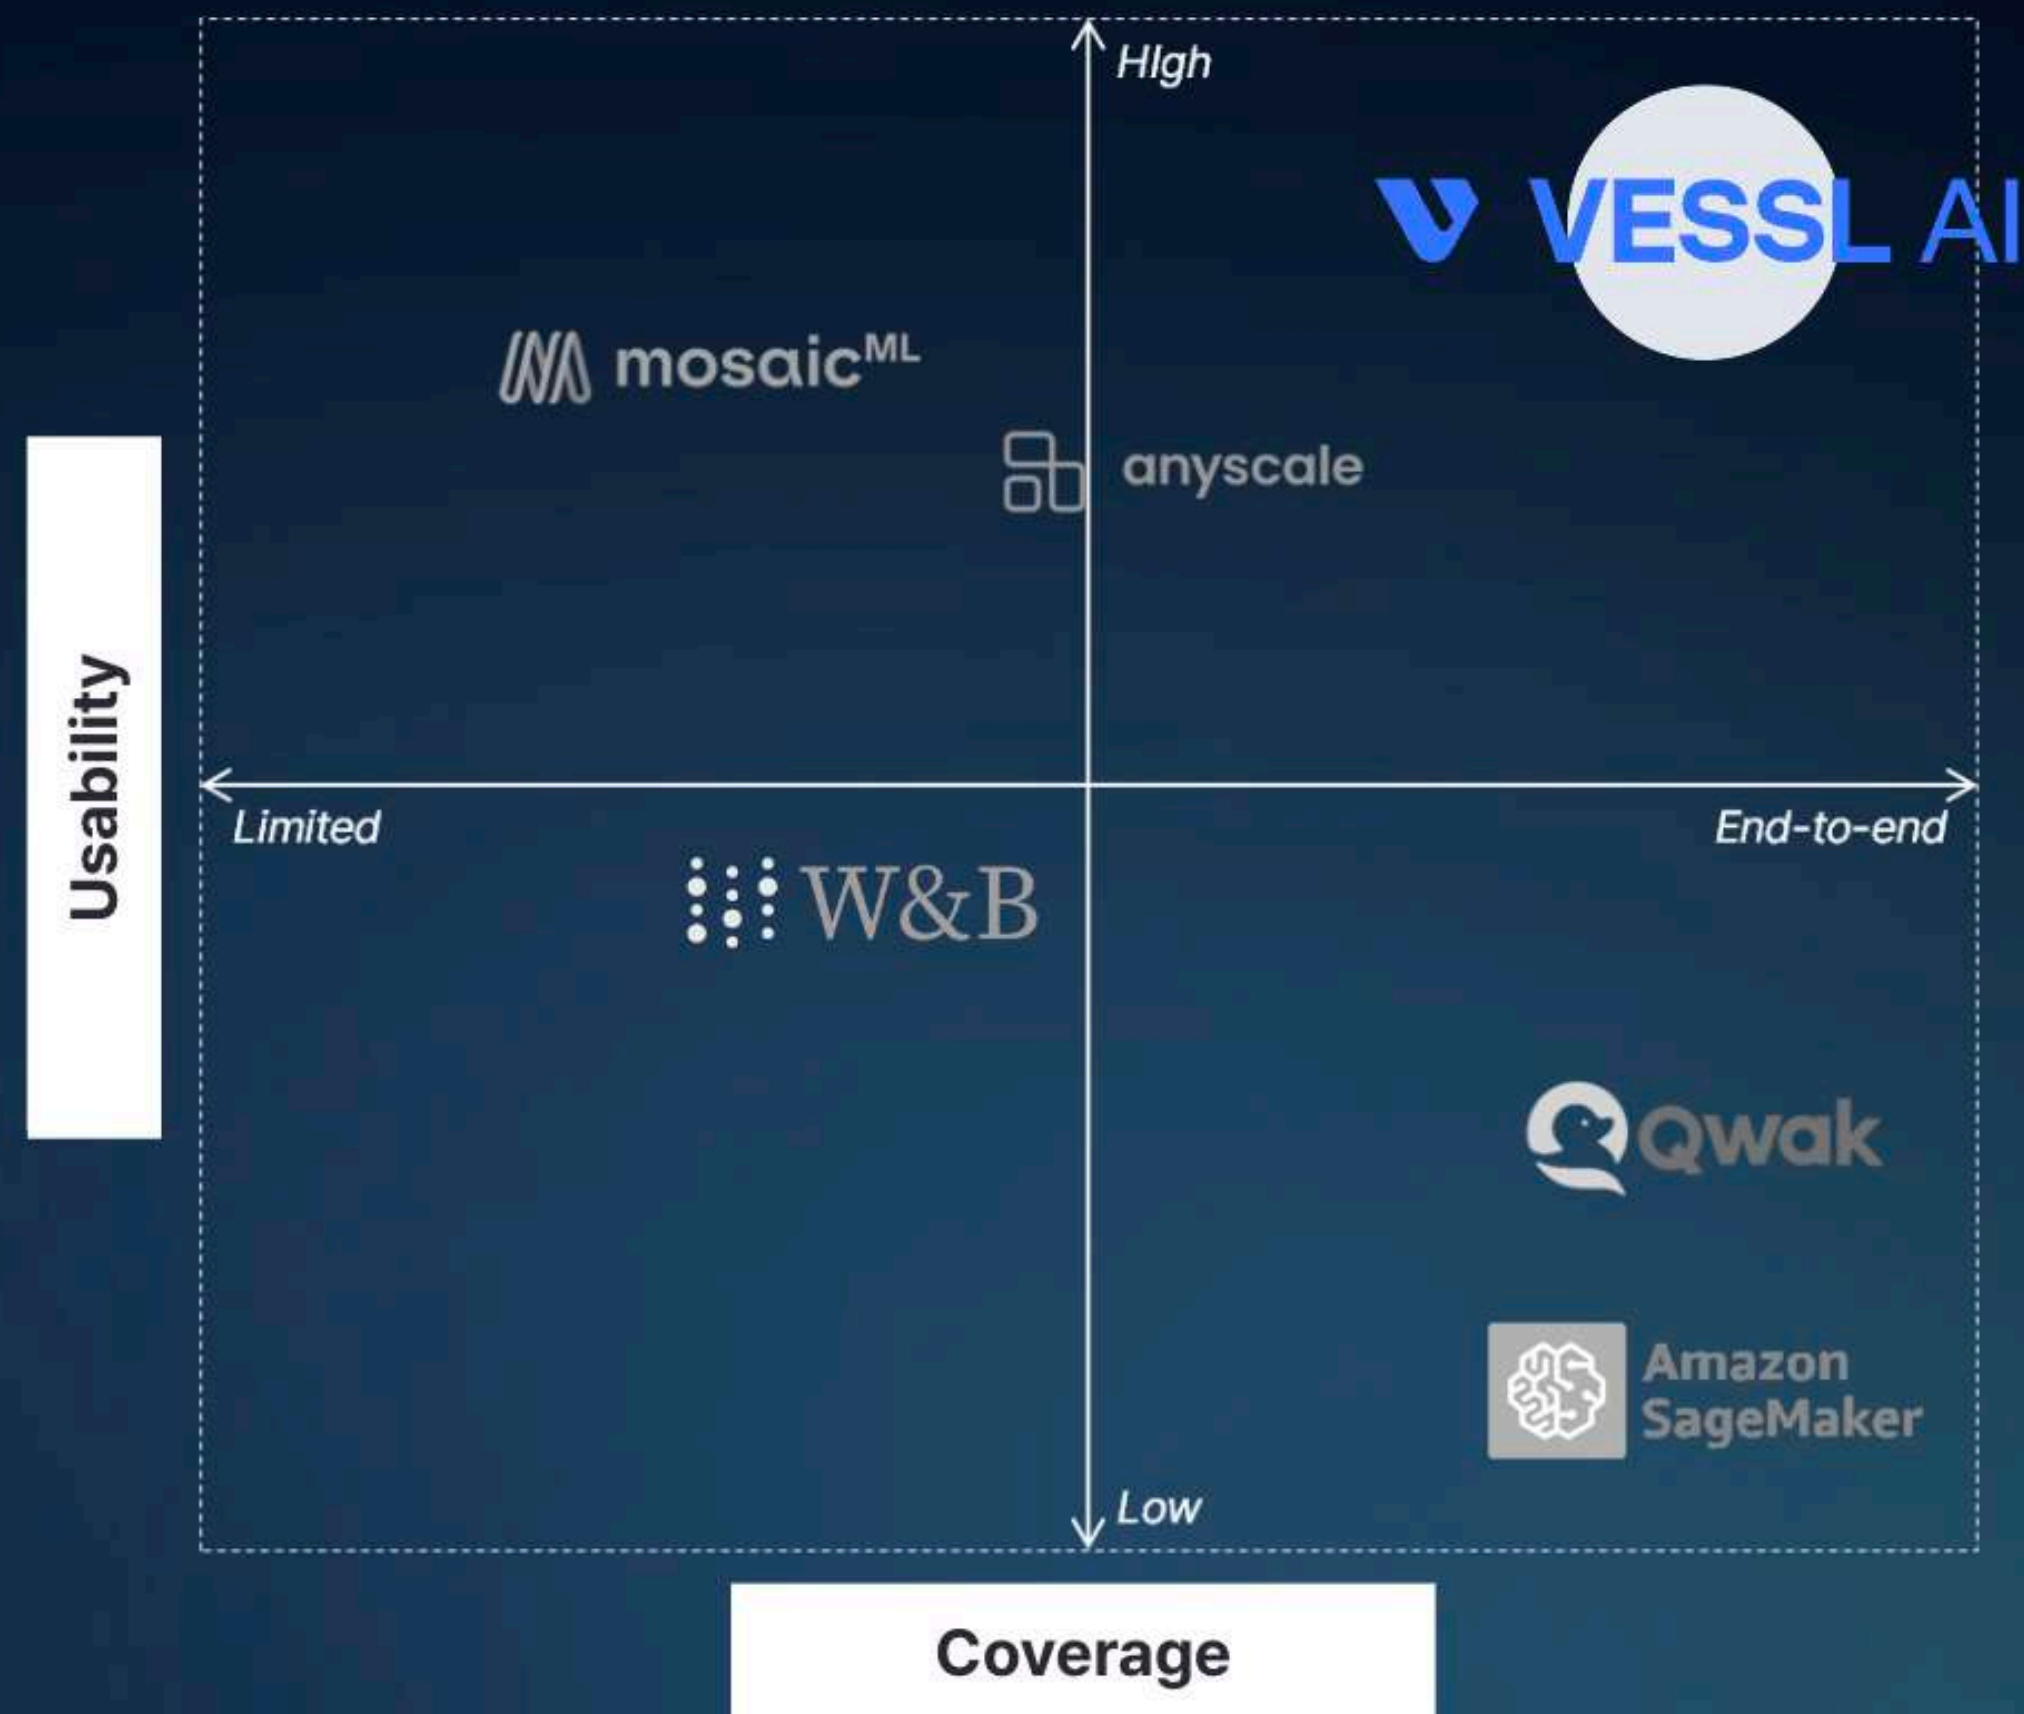 HIgh
VESSL AI
mosaicML
anyscale
Usability
Limited
End-to-end
W&B
Qwak
Amazon
SageMaker
Low
Coverage